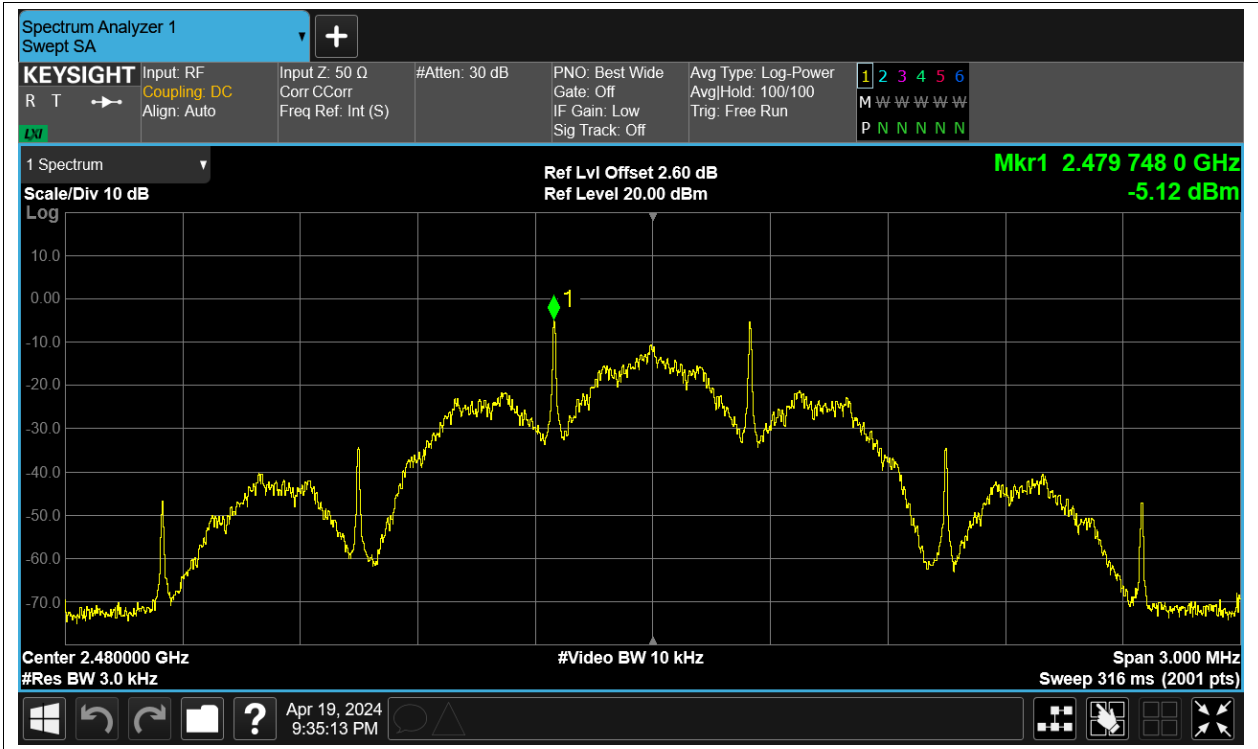 Spectrum Analyzer 1
Swept SA
KEYSIGHT
R T
LXI
Input: RF
Coupling: DC
Align: Auto
Input Z: 50 Ω
Corr CCorr
Freq Ref: Int (S)
#Atten: 30 dB
PNO: Best Wide
Gate: Off
IF Gain: Low
Sig Track: Off
Avg Type: Log-Power
Avg|Hold: 100/100
Trig: Free Run
1 2 3 4 5 6
M W W W W W
P N N N N N
1 Spectrum
Scale/Div 10 dB
Ref Lvl Offset 2.60 dB
Ref Level 20.00 dBm
Mkr1 2.479 748 0 GHz
-5.12 dBm
Log
10.0
0.00
-10.0
-20.0
-30.0
-40.0
-50.0
-60.0
-70.0
1
Center 2.480000 GHz
#Res BW 3.0 kHz
#Video BW 10 kHz
Span 3.000 MHz
Sweep 316 ms (2001 pts)
?
Apr 19, 2024
9:35:13 PM